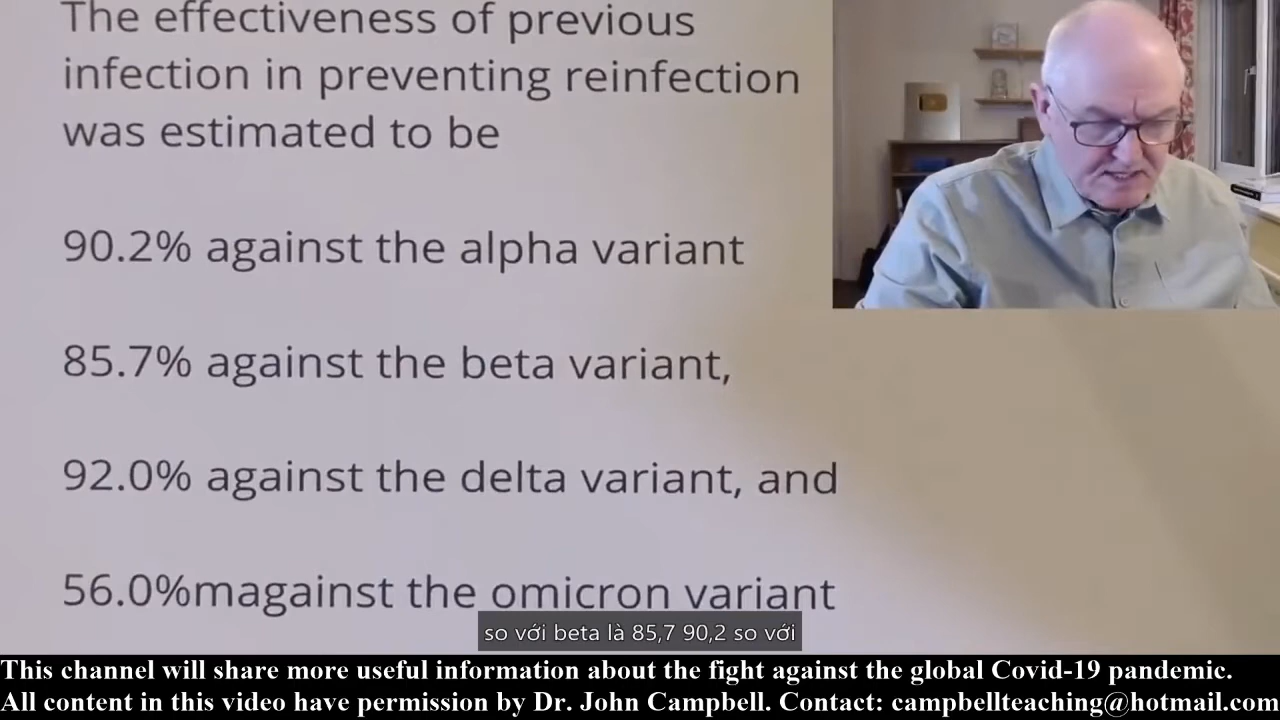 The effectiveness of previous
infection in preventing reinfection
was estimated to be
90.2% against the alpha variant
85.7% against the beta variant,
92.0% against the delta variant, and
56.0%magainst the omicron variant
so với beta là 85,7 90,2 so với
This channel will share more useful information about the fight against the global Covid-19 pandemic.
All content in this video have permission by Dr. John Campbell. Contact: campbellteaching@hotmail.com